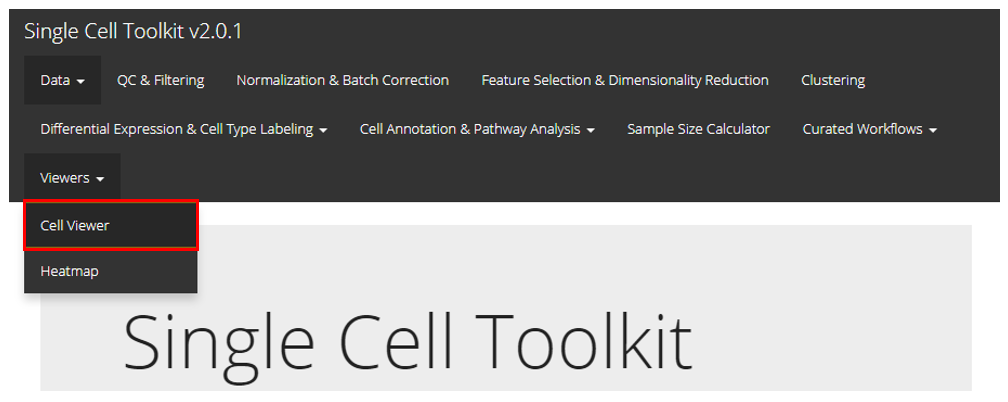 Single Cell Toolkit v2.0.1
Data QC & Filtering Normalization & Batch Correction Feature Selection & Dimensionality Reduction Clustering
Differential Expression & Cell Type Labeling Cell Annotation & Pathway Analysis Sample Size Calculator Curated Workflows
Viewers
Cell Viewer
Heatmap
Single Cell Toolkit